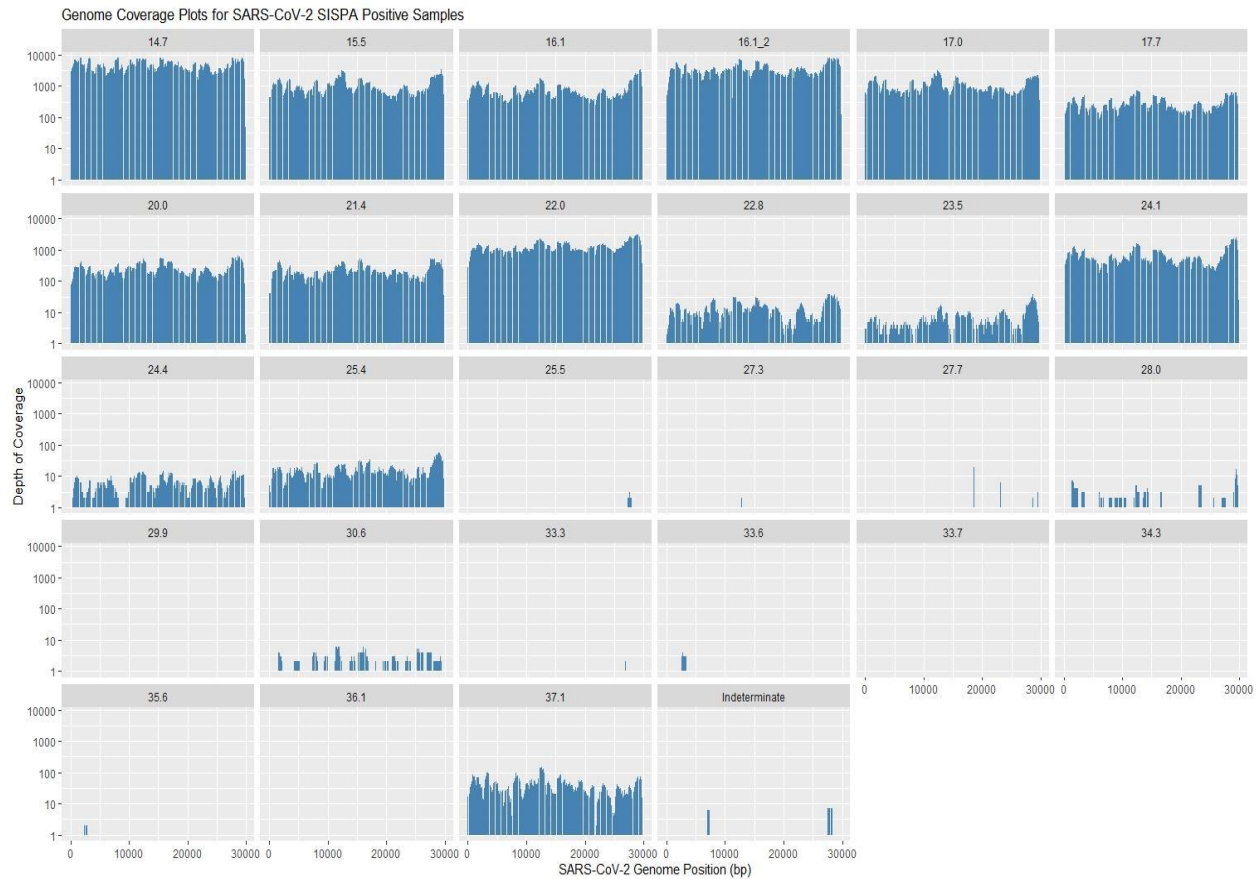 Genome Coverage Plots for SARS-CoV-2 SISPA Positive Samples
14.7 15.5 16.1 16.1_2 17.0 17.7
10000
1000
100
10
1
20.0 21.4 22.0 22.8 23.5 24.1
10000
1000
100
10
1
24.4 25.4 25.5 27.3 27.7 28.0
10000
1000
100
10
1
Depth of Coverage
29.9 30.6 33.3 33.6 33.7 34.3
10000
1000
100
10
1
35.6 36.1 37.1 Indeterminate
0 10000 20000 30000 0 10000 20000 30000
10000
1000
100
10
1
0 10000 20000 30000 0 10000 20000 30000 0 10000 20000 30000 0 10000 20000 30000
SARS-CoV-2 Genome Position (bp)